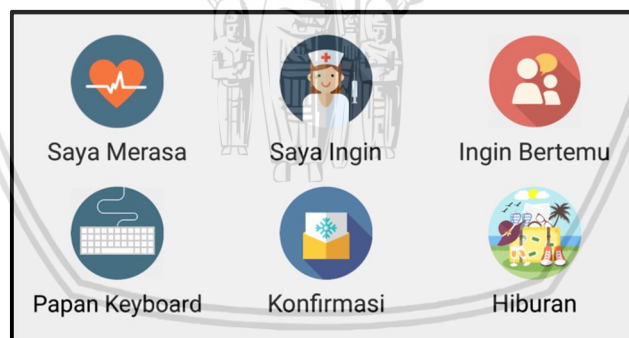 Saya Merasa
Saya Ingin
Ingin Bertemu
Papan Keyboard
Konfirmasi
Hiburan